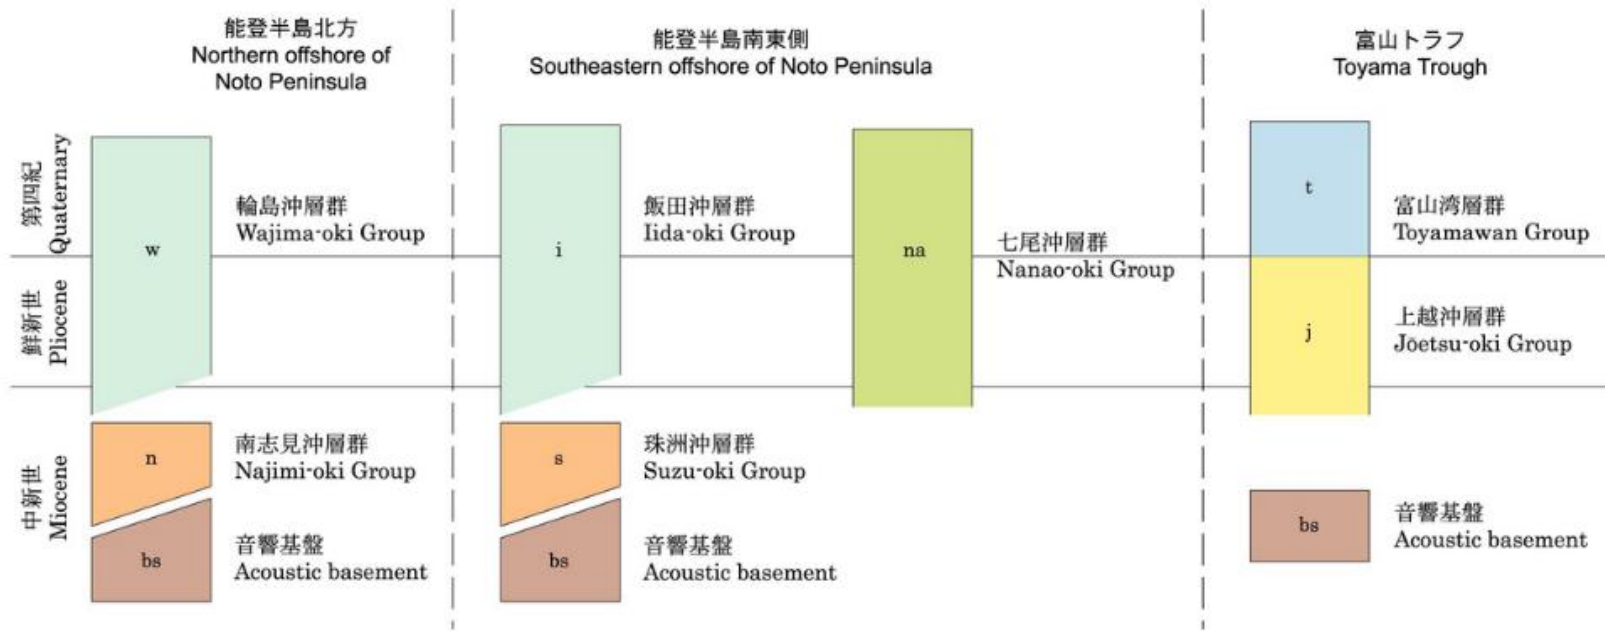 能登半島北方
Northern offshore of
Noto Peninsula
能登半島南東側
Southeastern offshore of Noto Peninsula
富山トラフ
Toyama Trough
第四紀
Quaternary
鮮新世
Pliocene
中新世
Miocene
w
輪島沖層群
Wajima-oki Group
n
南志見沖層群
Najimi-oki Group
bs
音響基盤
Acoustic basement
i
飯田沖層群
Iida-oki Group
s
珠洲沖層群
Suzu-oki Group
bs
音響基盤
Acoustic basement
na
七尾沖層群
Nanao-oki Group
t
富山湾層群
Toyamawan Group
j
上越沖層群
Jōetsu-oki Group
bs
音響基盤
Acoustic basement